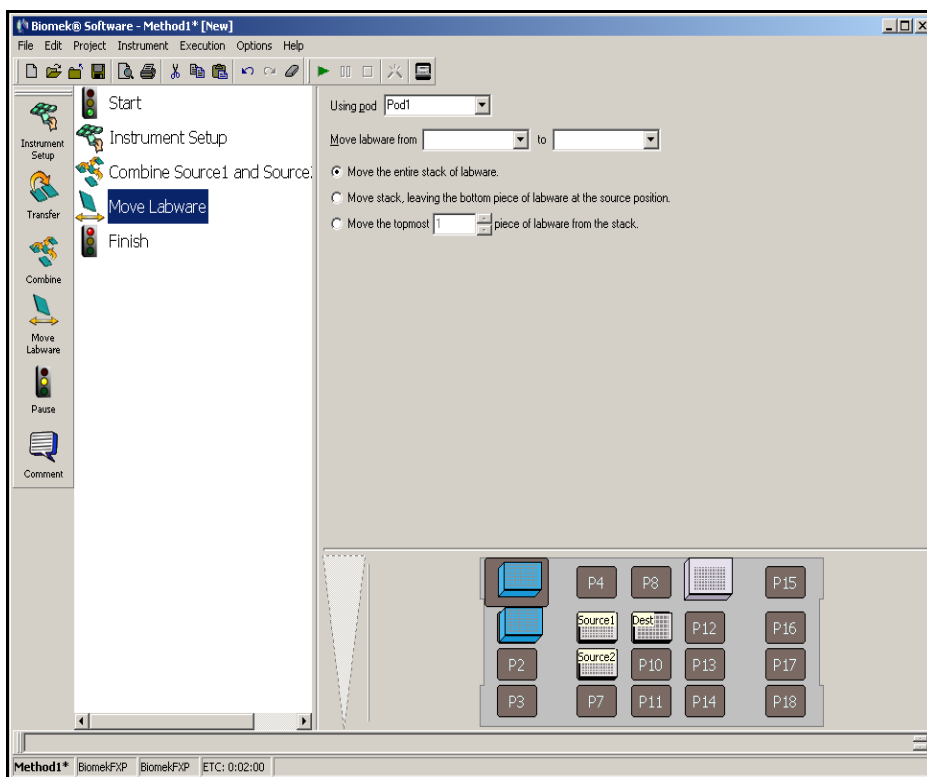 Biomek® Software - Method1* [New]
File Edit Project Instrument Execution Options Help
Instrument
Setup
Transfer
Combine
Move
Labware
Pause
Comment
Start
Instrument Setup
Combine Source1 and Source
Move Labware
Finish
Using pod Pod1
Move labware from to
Move the entire stack of labware.
Move stack, leaving the bottom piece of labware at the source position.
Move the topmost 1 piece of labware from the stack.
P4 P8 P15
Source1 Dest P12 P16
P2 Source2 P10 P13 P17
P3 P7 P11 P14 P18
Method1* BiomekFXP BiomekFXP ETC: 0:02:00